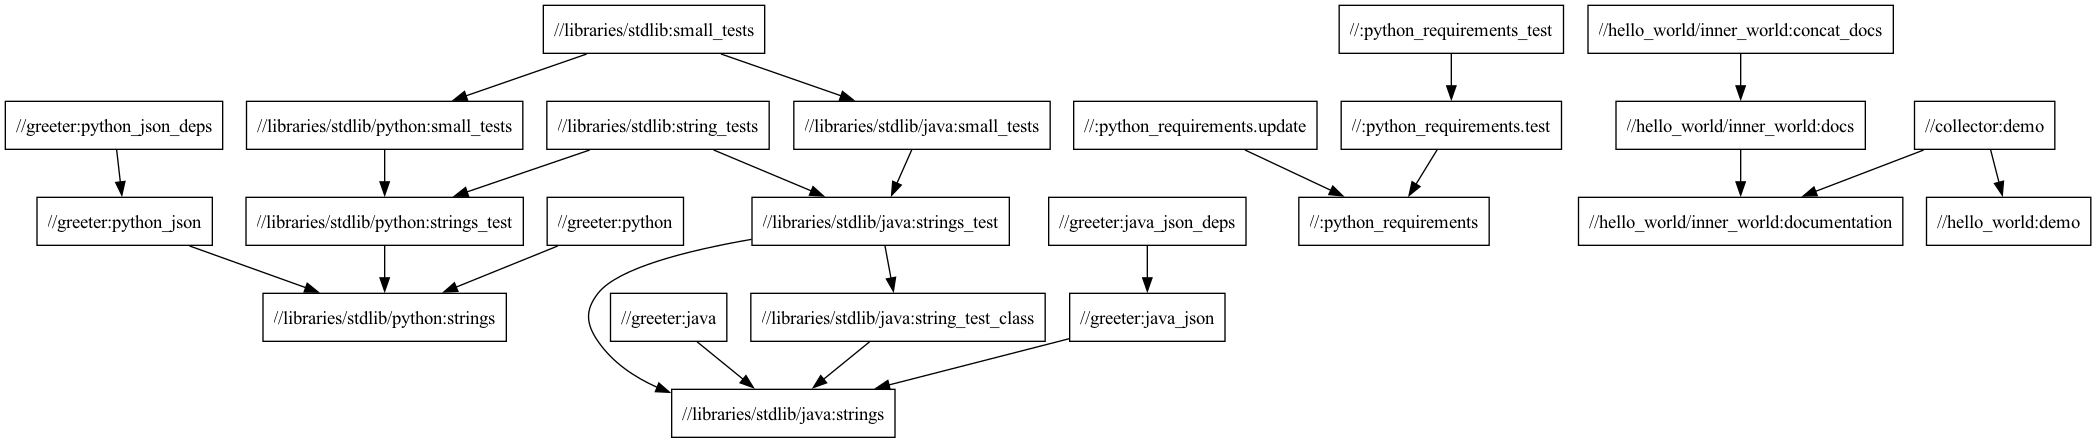 //libraries/stdlib:small_tests
//:python_requirements_test
//hello_world/inner_world:concat_docs
//greeter:python_json_deps
//libraries/stdlib/python:small_tests
//libraries/stdlib:string_tests
//libraries/stdlib/java:small_tests
//:python_requirements.update
//:python_requirements.test
//hello_world/inner_world:docs
//collector:demo
//greeter:python_json
//libraries/stdlib/python:strings_test
//greeter:python
//libraries/stdlib/java:strings_test
//greeter:java_json_deps
//:python_requirements
//hello_world/inner_world:documentation
//hello_world:demo
//libraries/stdlib/python:strings
//greeter:java
//libraries/stdlib/java:string_test_class
//greeter:java_json
//libraries/stdlib/java:strings